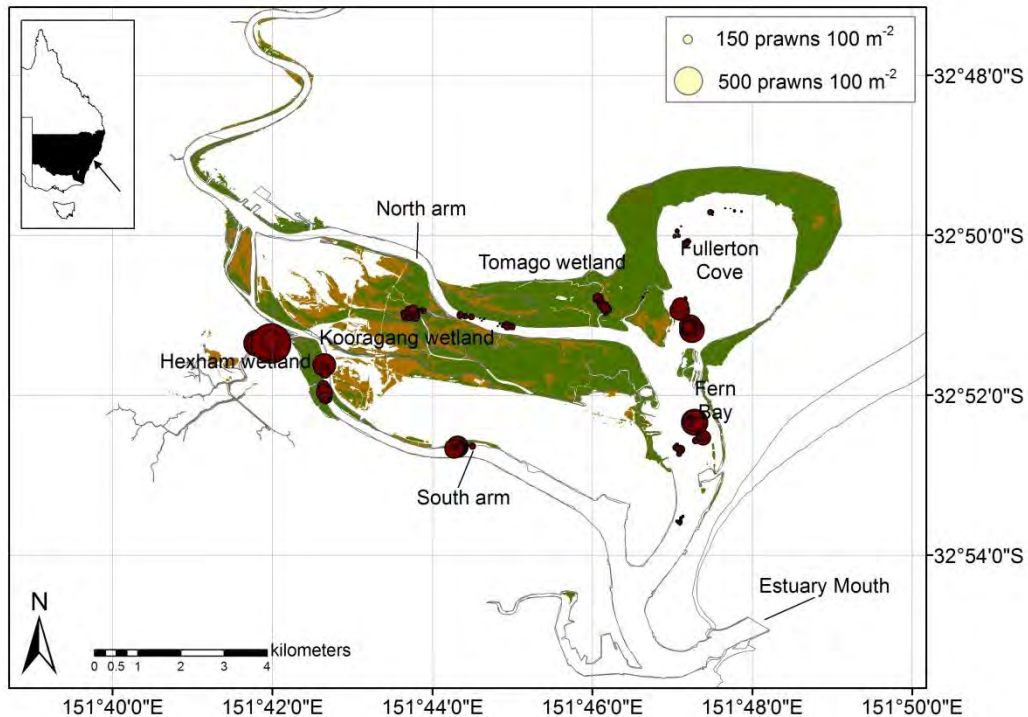 150 prawns 100 m⁻²
500 prawns 100 m⁻²
32°48'0"S
32°50'0"S
32°52'0"S
32°54'0"S
North arm
Tomago wetland
Fullerton
Cove
Kooragang wetland
Hexham wetland
Fern
Bay
South arm
Estuary Mouth
N
kilometers
0 0.5 1 2 3 4
151°40'0"E 151°42'0"E 151°44'0"E 151°46'0"E 151°48'0"E 151°50'0"E